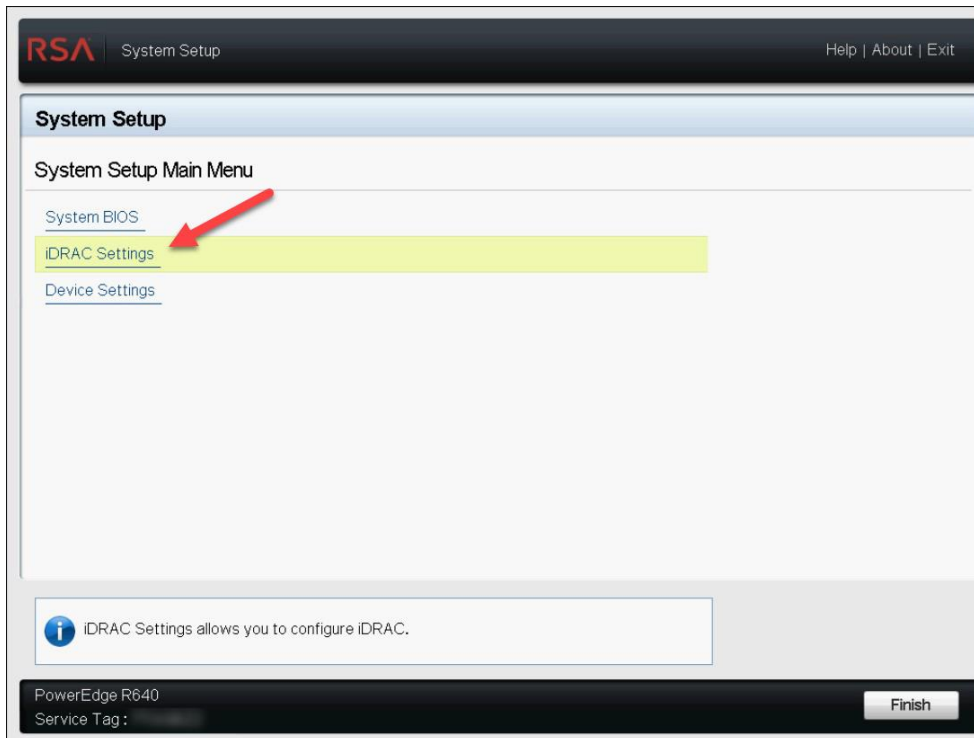 RSA System Setup Help | About | Exit
System Setup
System Setup Main Menu
System BIOS
iDRAC Settings
Device Settings
iDRAC Settings allows you to configure iDRAC.
PowerEdge R640
Service Tag :
Finish